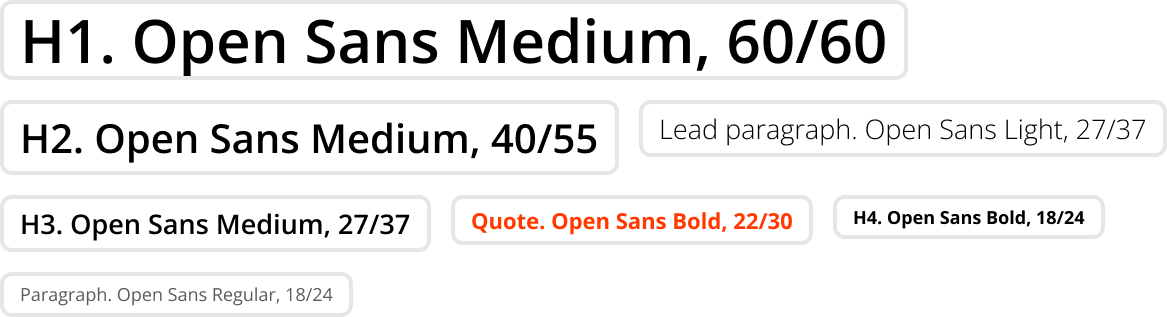 H1. Open Sans Medium, 60/60
H2. Open Sans Medium, 40/55
Lead paragraph. Open Sans Light, 27/37
H3. Open Sans Medium, 27/37
Quote. Open Sans Bold, 22/30
H4. Open Sans Bold, 18/24
Paragraph. Open Sans Regular, 18/24